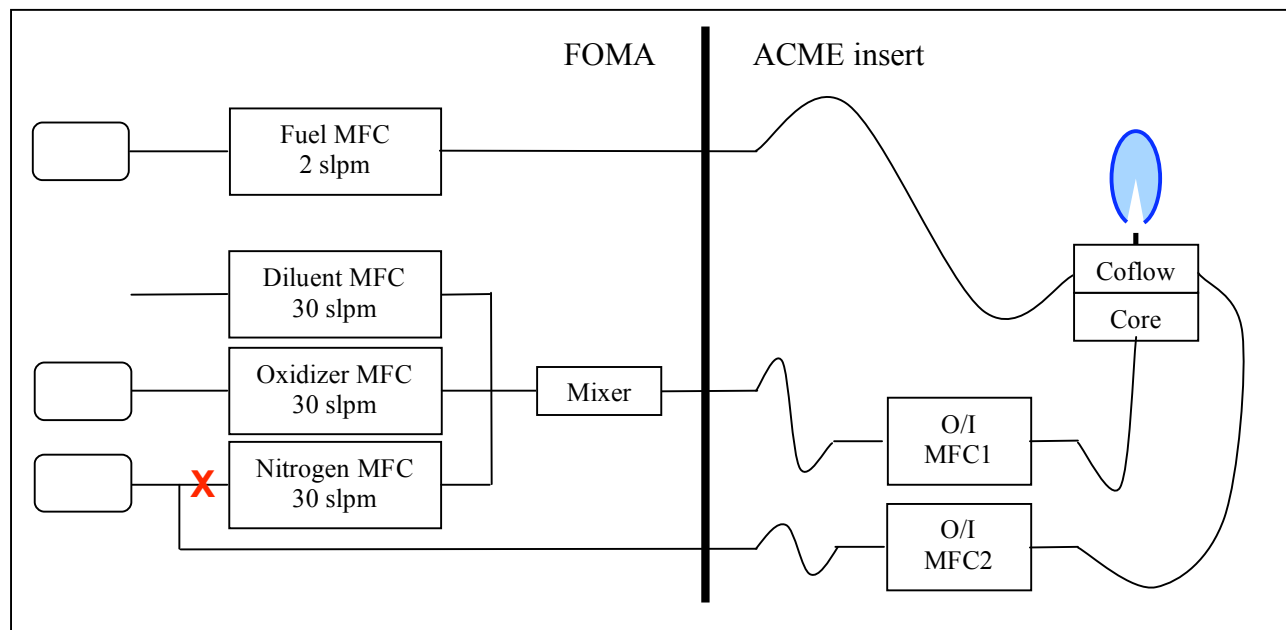 FOMA
ACME insert
Fuel MFC
2 slpm
Diluent MFC
30 slpm
Oxidizer MFC
30 slpm
Nitrogen MFC
30 slpm
X
Mixer
Coflow
Core
O/I
MFC1
O/I
MFC2